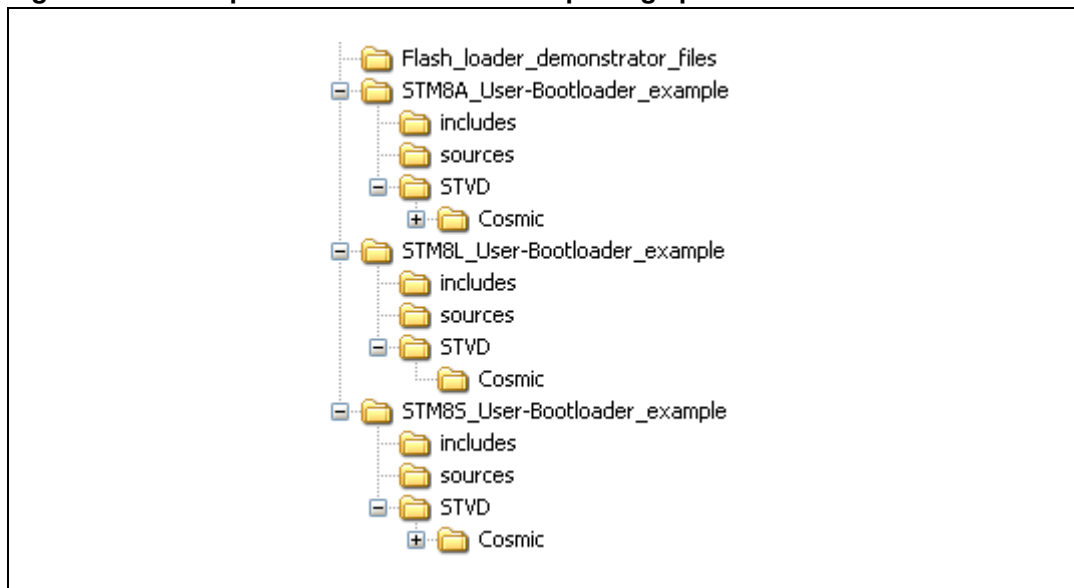 Flash_loader_demonstrator_files
STM8A_User-Bootloader_example
includes
sources
STVD
Cosmic
STM8L_User-Bootloader_example
includes
sources
STVD
Cosmic
STM8S_User-Bootloader_example
includes
sources
STVD
Cosmic